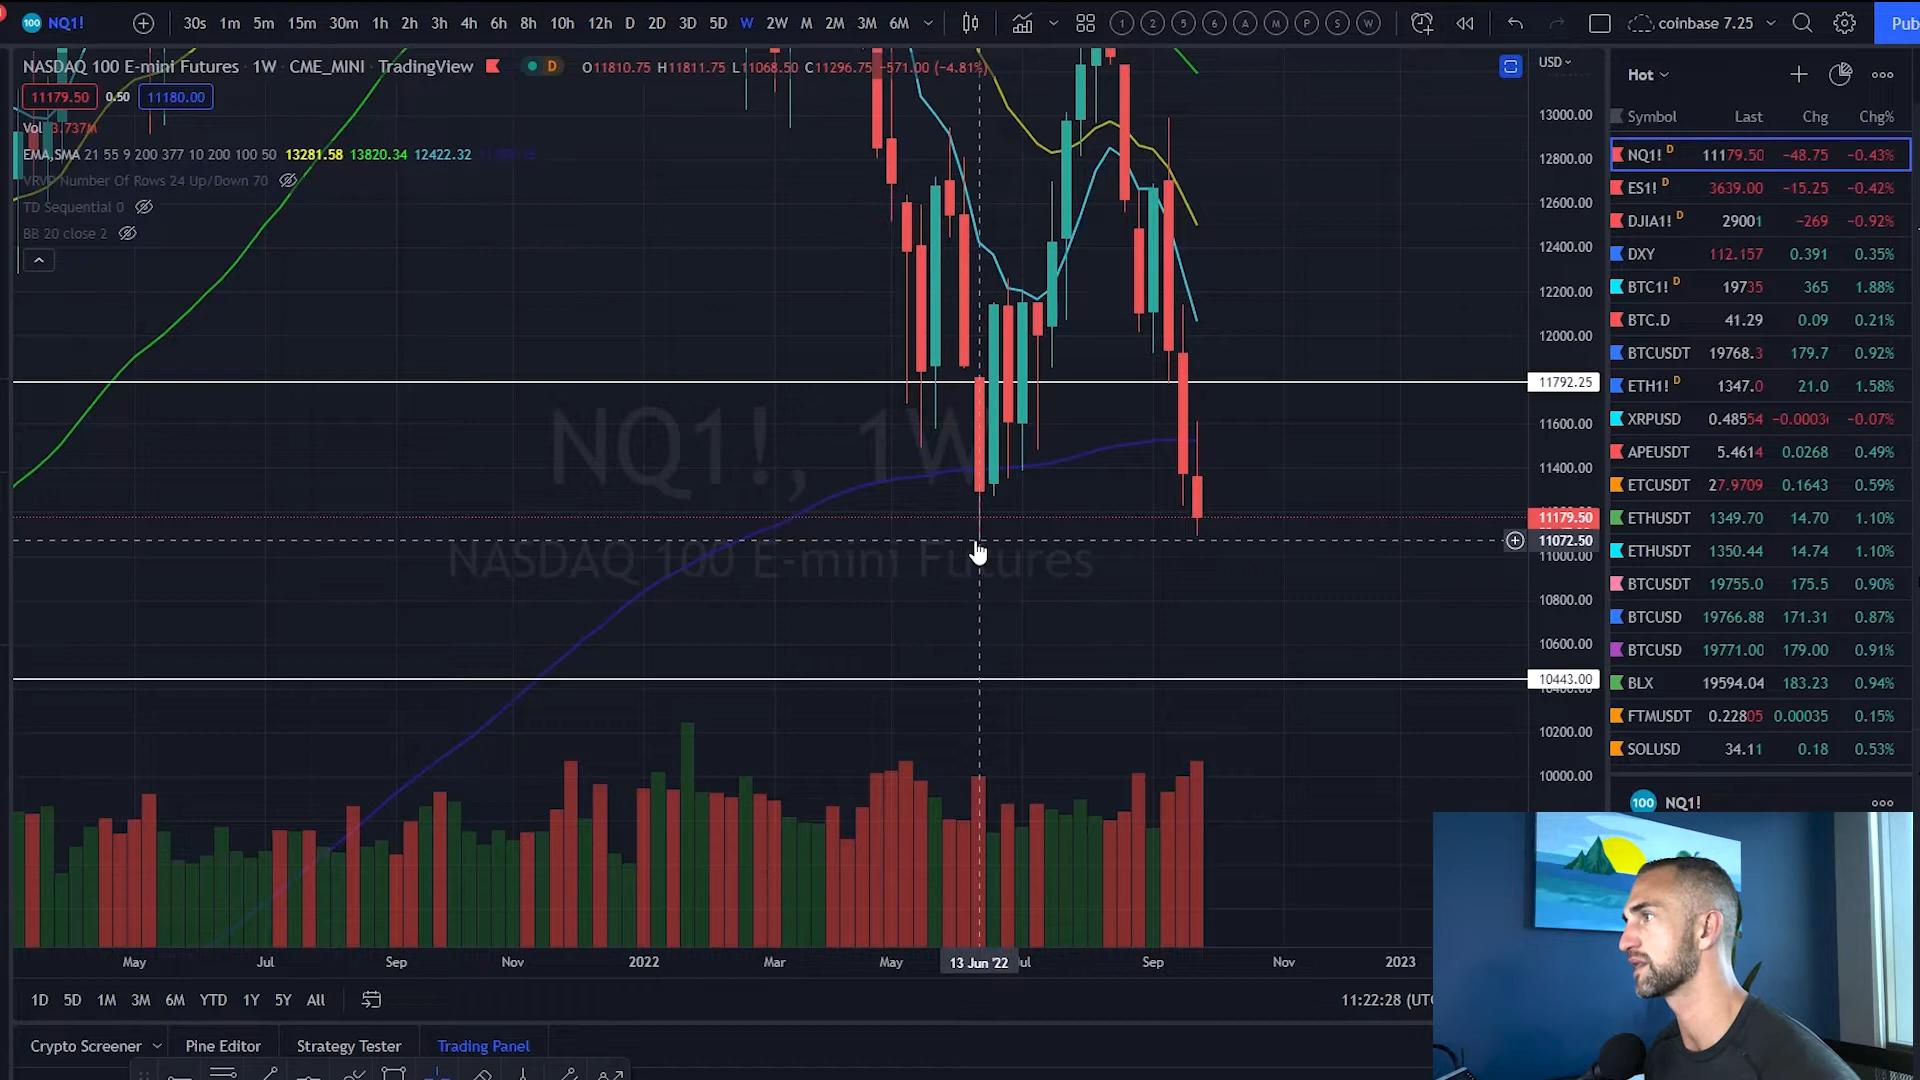 NQ1! 30s 1m 5m 15m 30m 1h 2h 3h 4h 6h 8h 10h 12h D 2D 3D 5D W 2W M 2M 3M 6M 1 2 5 6 A M P S W coinbase 7.25 Pub
NASDAQ 100 E-mini Futures · 1W · CME_MINI · TradingView D O11810.75 H11811.75 L11068.50 C11296.75 −571.00 (−4.81%)
11179.50 0.50 11180.00
Vol 3.737M
EMA,SMA 21 55 9 200 377 10 200 100 50 13281.58 13820.34 12422.32
VRVP Number Of Rows 24 Up/Down 70
TD Sequential 0
BB 20 close 2
NQ1!, 1W
NASDAQ 100 E-mini Futures
USD
13000.00
12800.00
12600.00
12400.00
12200.00
12000.00
11792.25
11600.00
11400.00
11179.50
11072.50
11000.00
10800.00
10600.00
10443.00
10400.00
10200.00
10000.00
May Jul Sep Nov 2022 Mar May 13 Jun '22 Jul Sep Nov 2023
1D 5D 1M 3M 6M YTD 1Y 5Y All 11:22:28 (UTC
Crypto Screener Pine Editor Strategy Tester Trading Panel
Hot
Symbol Last Chg Chg%
NQ1! D 11179.50 −48.75 −0.43%
ES1! D 3639.00 −15.25 −0.42%
DJIA1! D 29001 −269 −0.92%
DXY 112.157 0.391 0.35%
BTC1! D 19735 365 1.88%
BTC.D 41.29 0.09 0.21%
BTCUSDT 19768.3 179.7 0.92%
ETH1! D 1347.0 21.0 1.58%
XRPUSD 0.48554 −0.0003 −0.07%
APEUSDT 5.4614 0.0268 0.49%
ETCUSDT 27.9709 0.1643 0.59%
ETHUSDT 1349.70 14.70 1.10%
ETHUSDT 1350.44 14.74 1.10%
BTCUSDT 19755.0 175.5 0.90%
BTCUSD 19766.88 171.31 0.87%
BTCUSD 19771.00 179.00 0.91%
BLX 19594.04 183.23 0.94%
FTMUSDT 0.22805 0.00035 0.15%
SOLUSD 34.11 0.18 0.53%
100 NQ1!